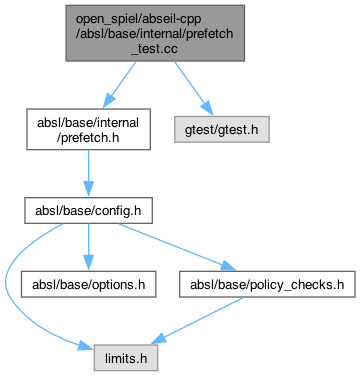 open_spiel/abseil-cpp
/absl/base/internal/prefetch
_test.cc
absl/base/internal
/prefetch.h
gtest/gtest.h
absl/base/config.h
absl/base/options.h
absl/base/policy_checks.h
limits.h